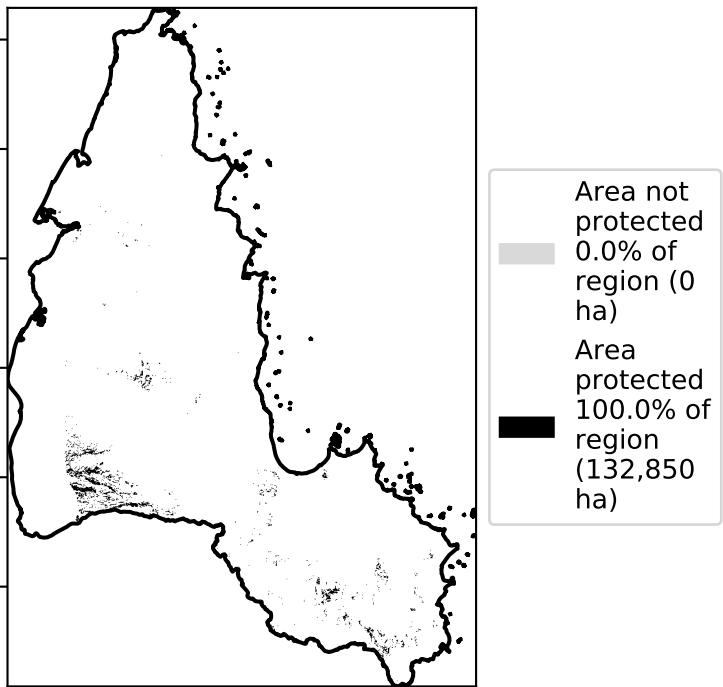 Area not
protected
0.0% of
region (0
ha)
Area
protected
100.0% of
region
(132,850
ha)